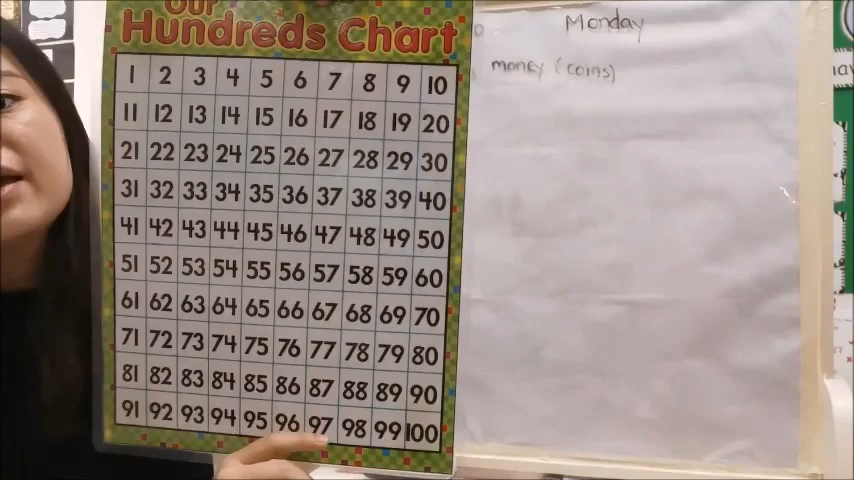 Our
Hundreds Chart
1 2 3 4 5 6 7 8 9 10
11 12 13 14 15 16 17 18 19 20
21 22 23 24 25 26 27 28 29 30
31 32 33 34 35 36 37 38 39 40
41 42 43 44 45 46 47 48 49 50
51 52 53 54 55 56 57 58 59 60
61 62 63 64 65 66 67 68 69 70
71 72 73 74 75 76 77 78 79 80
81 82 83 84 85 86 87 88 89 90
91 92 93 94 95 96 97 98 99 100
Monday
money (coins)